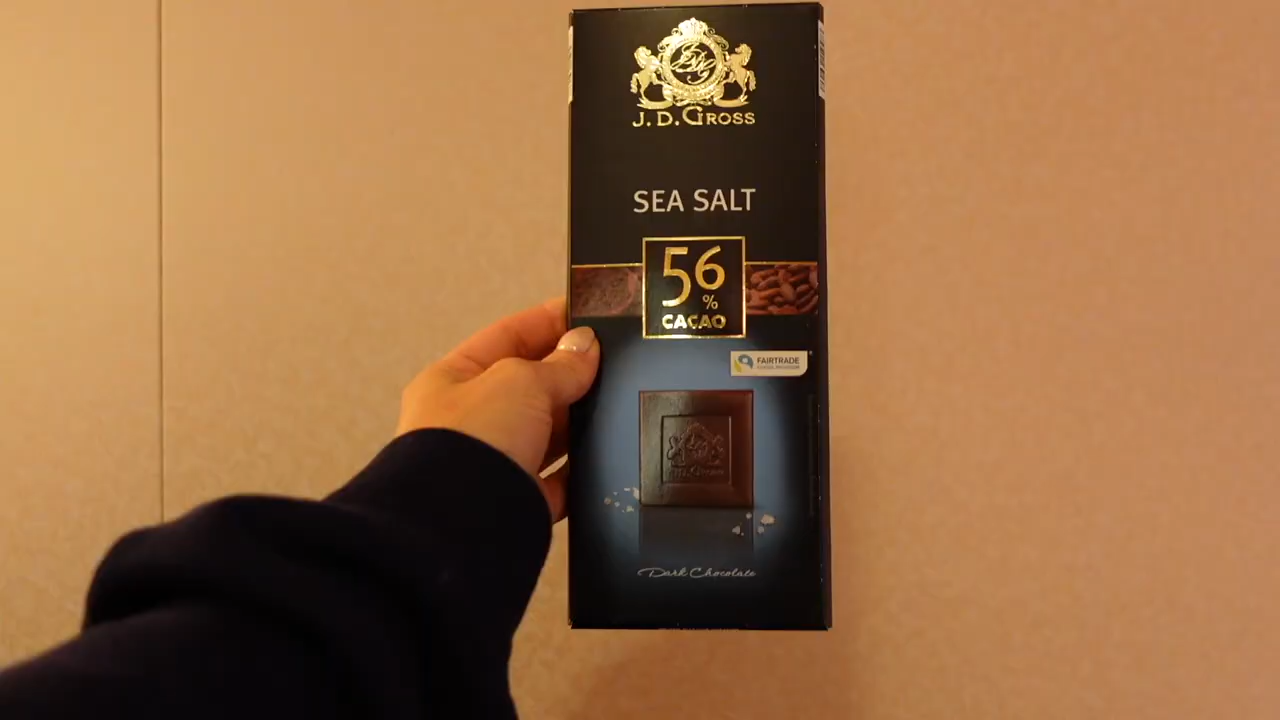 J. D. GROSS
SEA SALT
56
%
CACAO
FAIRTRADE
Dark Chocolate